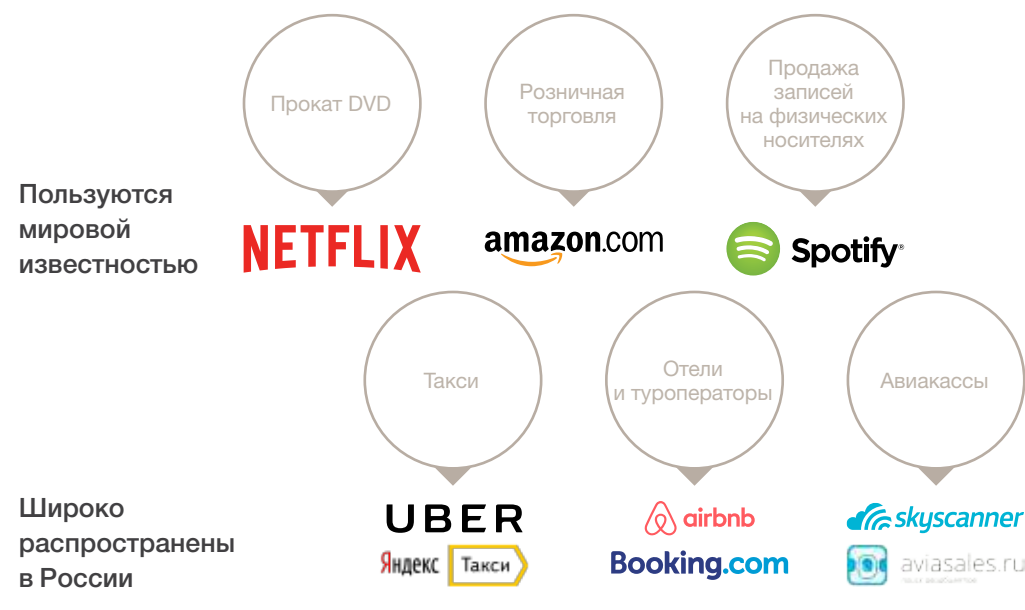 Прокат DVD
Розничная
торговля
Продажа
записей
на физических
носителях
Пользуются
мировой
известностью
NETFLIX
amazon.com
Spotify®
Такси
Отели
и туроператоры
Авиакассы
Широко
распространены
в России
UBER
airbnb
skyscanner
Яндекс Такси
Booking.com
aviasales.ru